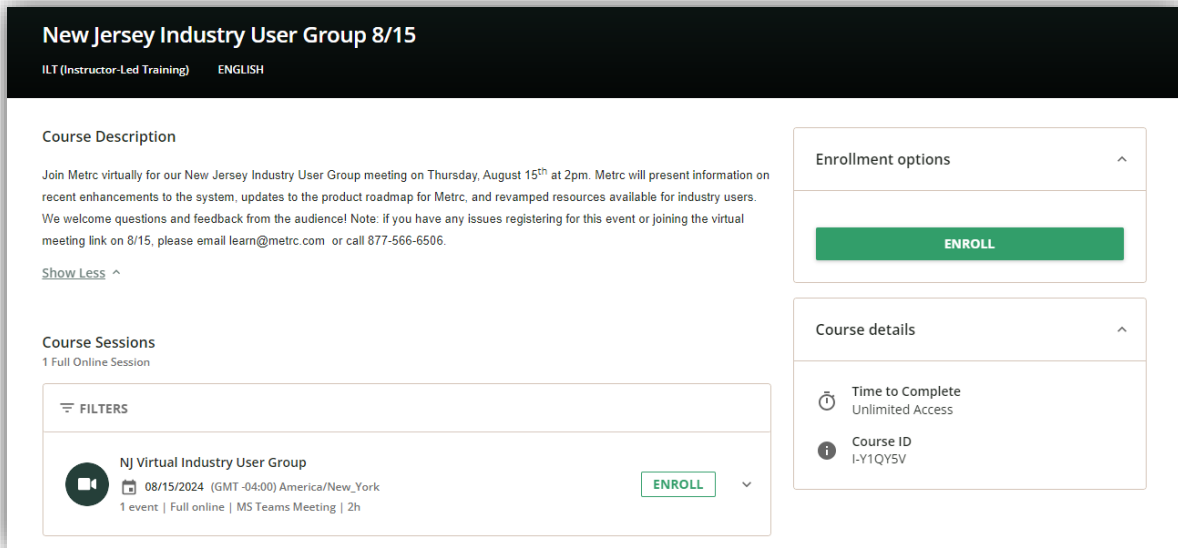 New Jersey Industry User Group 8/15
ILT (Instructor-Led Training) ENGLISH
Course Description
Join Metrc virtually for our New Jersey Industry User Group meeting on Thursday, August 15th at 2pm. Metrc will present information on
recent enhancements to the system, updates to the product roadmap for Metrc, and revamped resources available for industry users.
We welcome questions and feedback from the audience! Note: if you have any issues registering for this event or joining the virtual
meeting link on 8/15, please email learn@metrc.com or call 877-566-6506.
Show Less
Course Sessions
1 Full Online Session
FILTERS
NJ Virtual Industry User Group
08/15/2024 (GMT -04:00) America/New_York
1 event | Full online | MS Teams Meeting | 2h
ENROLL
Enrollment options
ENROLL
Course details
Time to Complete
Unlimited Access
Course ID
I-Y1QY5V